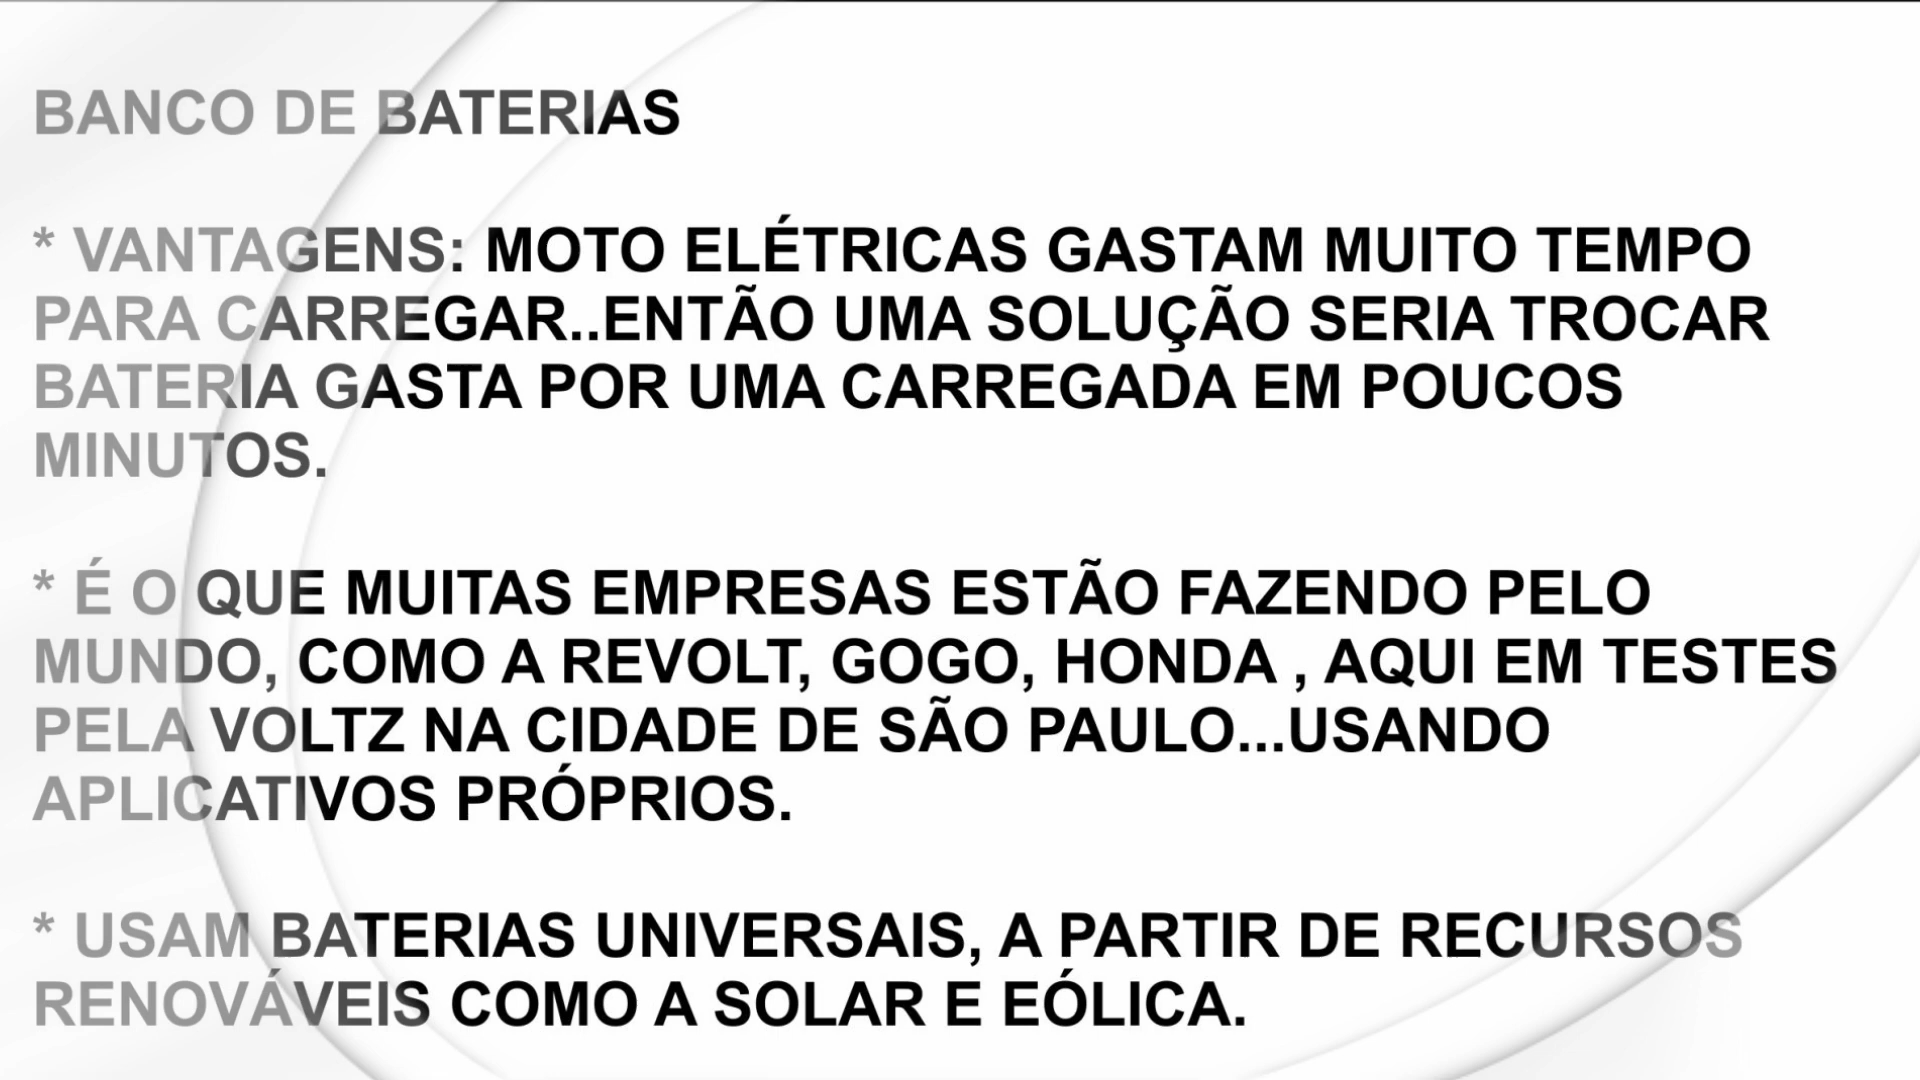 BANCO DE BATERIAS
* VANTAGENS: MOTO ELÉTRICAS GASTAM MUITO TEMPO
PARA CARREGAR..ENTÃO UMA SOLUÇÃO SERIA TROCAR
BATERIA GASTA POR UMA CARREGADA EM POUCOS
MINUTOS.
* É O QUE MUITAS EMPRESAS ESTÃO FAZENDO PELO
MUNDO, COMO A REVOLT, GOGO, HONDA , AQUI EM TESTES
PELA VOLTZ NA CIDADE DE SÃO PAULO...USANDO
APLICATIVOS PRÓPRIOS.
* USAM BATERIAS UNIVERSAIS, A PARTIR DE RECURSOS
RENOVÁVEIS COMO A SOLAR E EÓLICA.